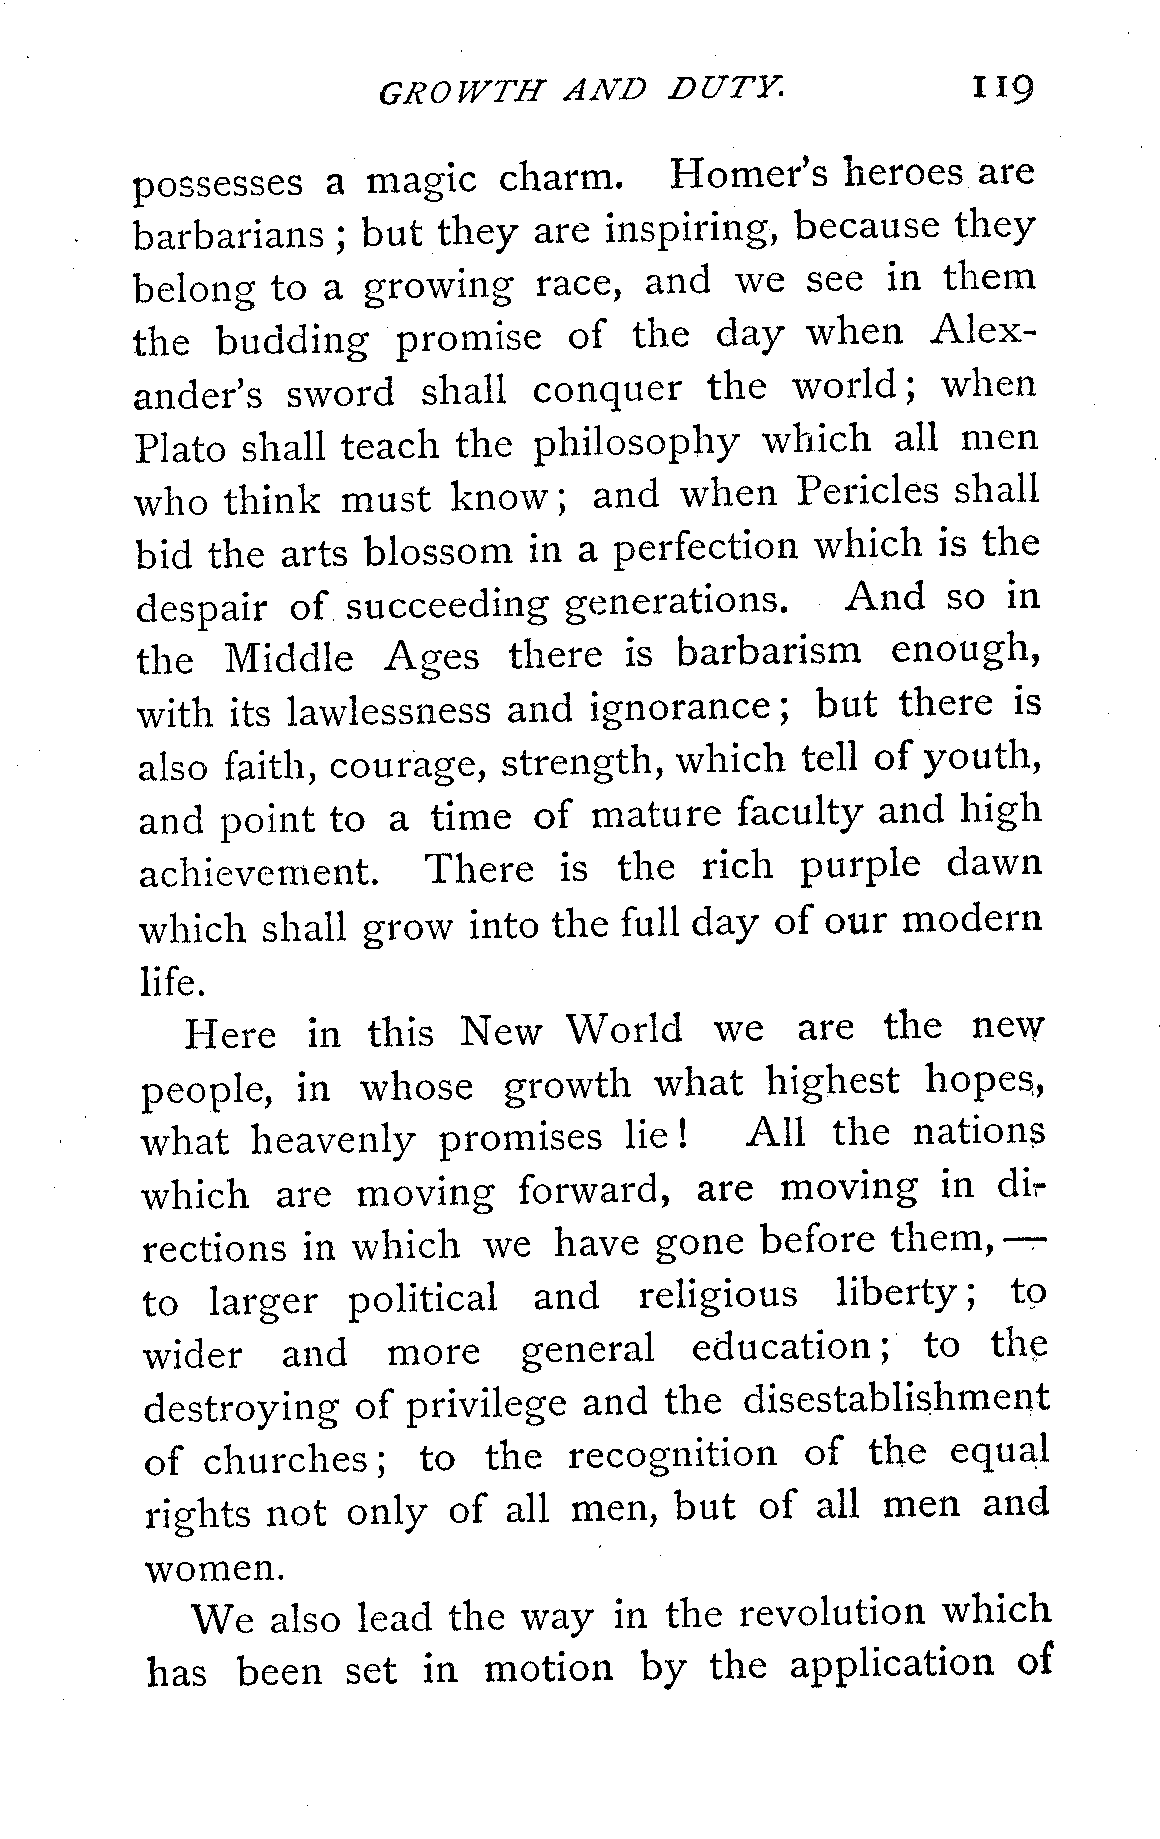 GROWTH AND DUTY. 119
possesses a magic charm. Homer's heroes are
barbarians ; but they are inspiring, because they
belong to a growing race, and we see in them
the budding promise of the day when Alex-
ander's sword shall conquer the world ; when
Plato shall teach the philosophy which all men
who think must know ; and when Pericles shall
bid the arts blossom in a perfection which is the
despair of succeeding generations. And so in
the Middle Ages there is barbarism enough,
with its lawlessness and ignorance ; but there is
also faith, courage, strength, which tell of youth,
and point to a time of mature faculty and high
achievement. There is the rich purple dawn
which shall grow into the full day of our modern
life.
Here in this New World we are the new
people, in whose growth what highest hopes,
what heavenly promises lie ! All the nations
which are moving forward, are moving in di-
rections in which we have gone before them, —
to larger political and religious liberty ; to
wider and more general education ; to the
destroying of privilege and the disestablishment
of churches ; to the recognition of the equal
rights not only of all men, but of all men and
women.
We also lead the way in the revolution which
has been set in motion by the application of